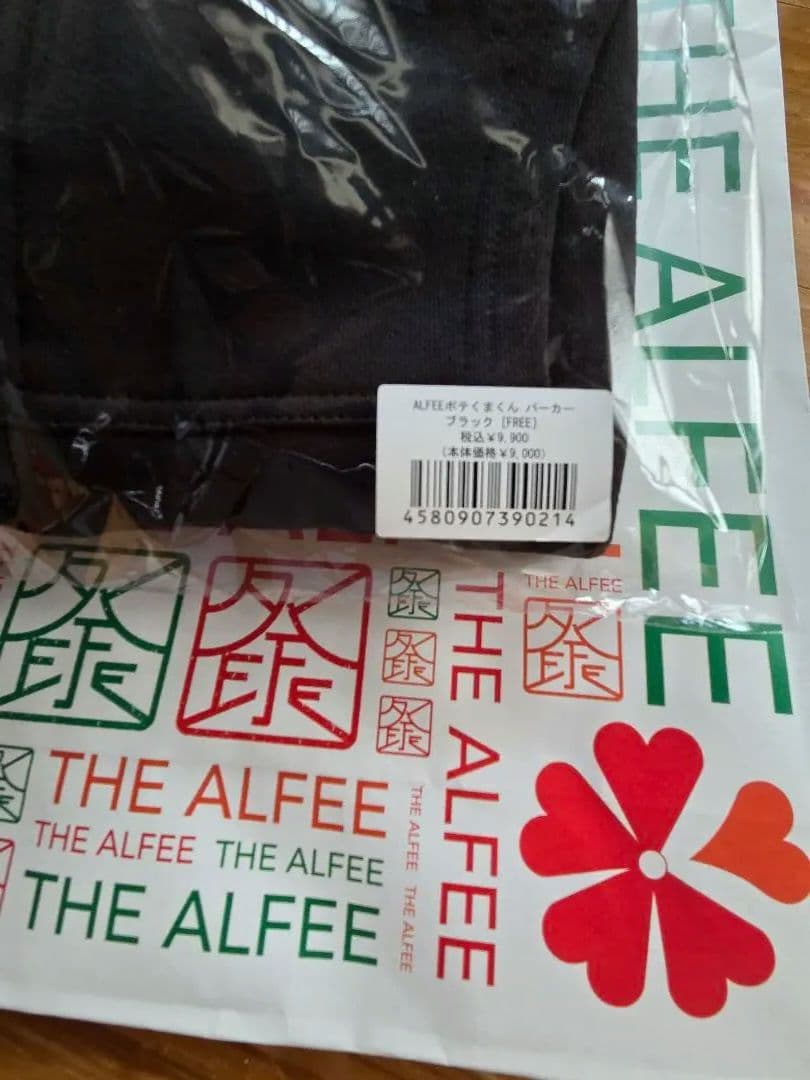 ALFEEポテくまくん パーカー
ブラック [FREE]
税込￥9,900
(本体価格￥9,000)
4580907390214
THE ALFEE
THE ALFEE
THE ALFEE
THE ALFEE
THE ALFEE
THE ALFEE
THE ALFEE
THE ALFEE
THE ALFEE